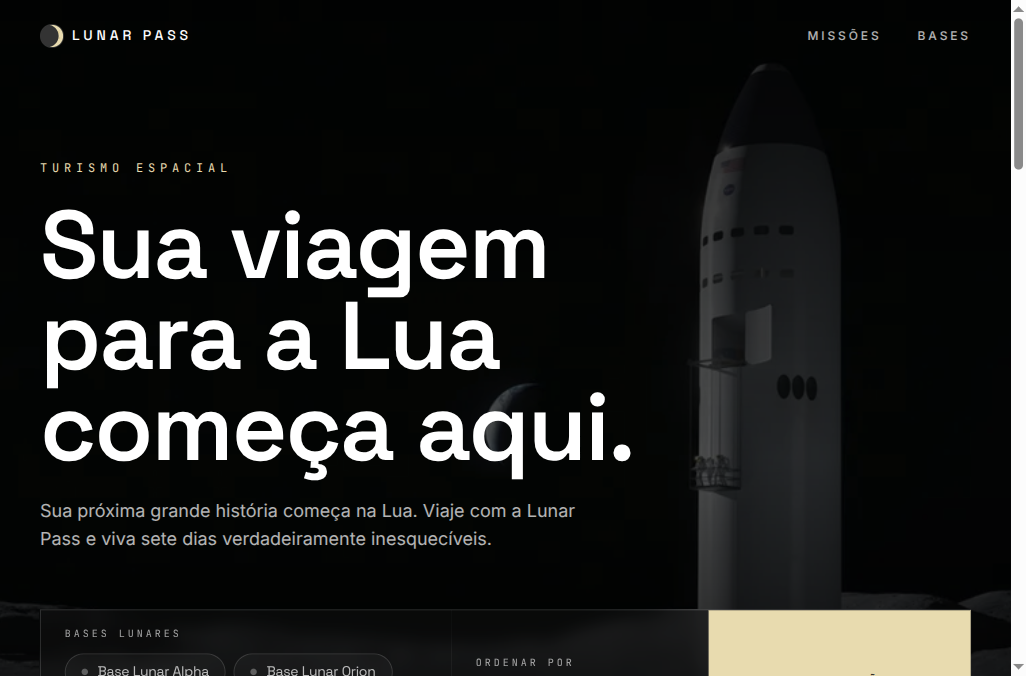 LUNAR PASS
MISSÕES
BASES
TURISMO ESPACIAL
Sua viagem
para a Lua
começa aqui.
Sua próxima grande história começa na Lua. Viaje com a Lunar
Pass e viva sete dias verdadeiramente inesquecíveis.
BASES LUNARES
Base Lunar Alpha
Base Lunar Orion
ORDENAR POR